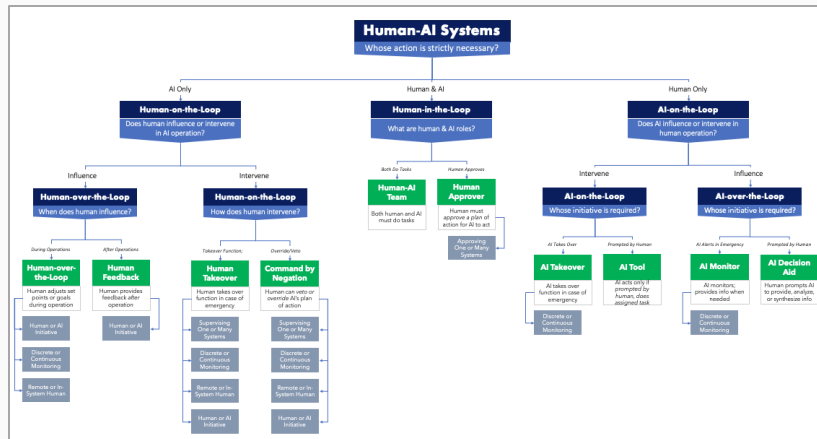 Human-AI Systems
Whose action is strictly necessary?
AI Only
Human & AI
Human Only
Human-on-the-Loop
Does human influence or intervene
in AI operation?
Human-in-the-Loop
What are human & AI roles?
AI-on-the-Loop
Does AI influence or intervene in
human operation?
Influence
Intervene
Both Do Tasks
Human Approves
Intervene
Influence
Human-over-the-Loop
When does human influence?
Human-on-the-Loop
How does human intervene?
Human-AI
Team
Both human and AI
must do tasks
Human
Approver
Human must
approve a plan of
action for AI to act
Approving
One or Many
Systems
AI-on-the-Loop
Whose initiative is required?
AI-over-the-Loop
Whose initiative is required?
During Operations
After Operations
Takeover Function,
Override/Veto
AI Takes Over
Prompted by Human
AI Alerts in Emergency
Prompted by Human
Human-over-
the-Loop
Human adjusts set
points or goals
during operation
Human or AI
Initiative
Discrete or
Continuous
Monitoring
Remote or In-
System Human
Human
Feedback
Human provides
feedback after
operation
Human or AI
Initiative
Human
Takeover
Human takes over
function in case of
emergency
Supervising
One or Many
Systems
Discrete or
Continuous
Monitoring
Remote or In-
System Human
Human or AI
Initiative
Command by
Negation
Human can veto or
override AI's plan
of action
Supervising
One or Many
Systems
Discrete or
Continuous
Monitoring
Remote or In-
System Human
Human or AI
Initiative
AI Takeover
AI takes over
function in case of
emergency
Discrete or
Continuous
Monitoring
AI Tool
AI acts only if
prompted by
human, does
assigned task
AI Monitor
AI monitors;
provides info when
needed
Discrete or
Continuous
Monitoring
AI Decision
Aid
Human prompts AI
to provide, analyze,
or synthesize info